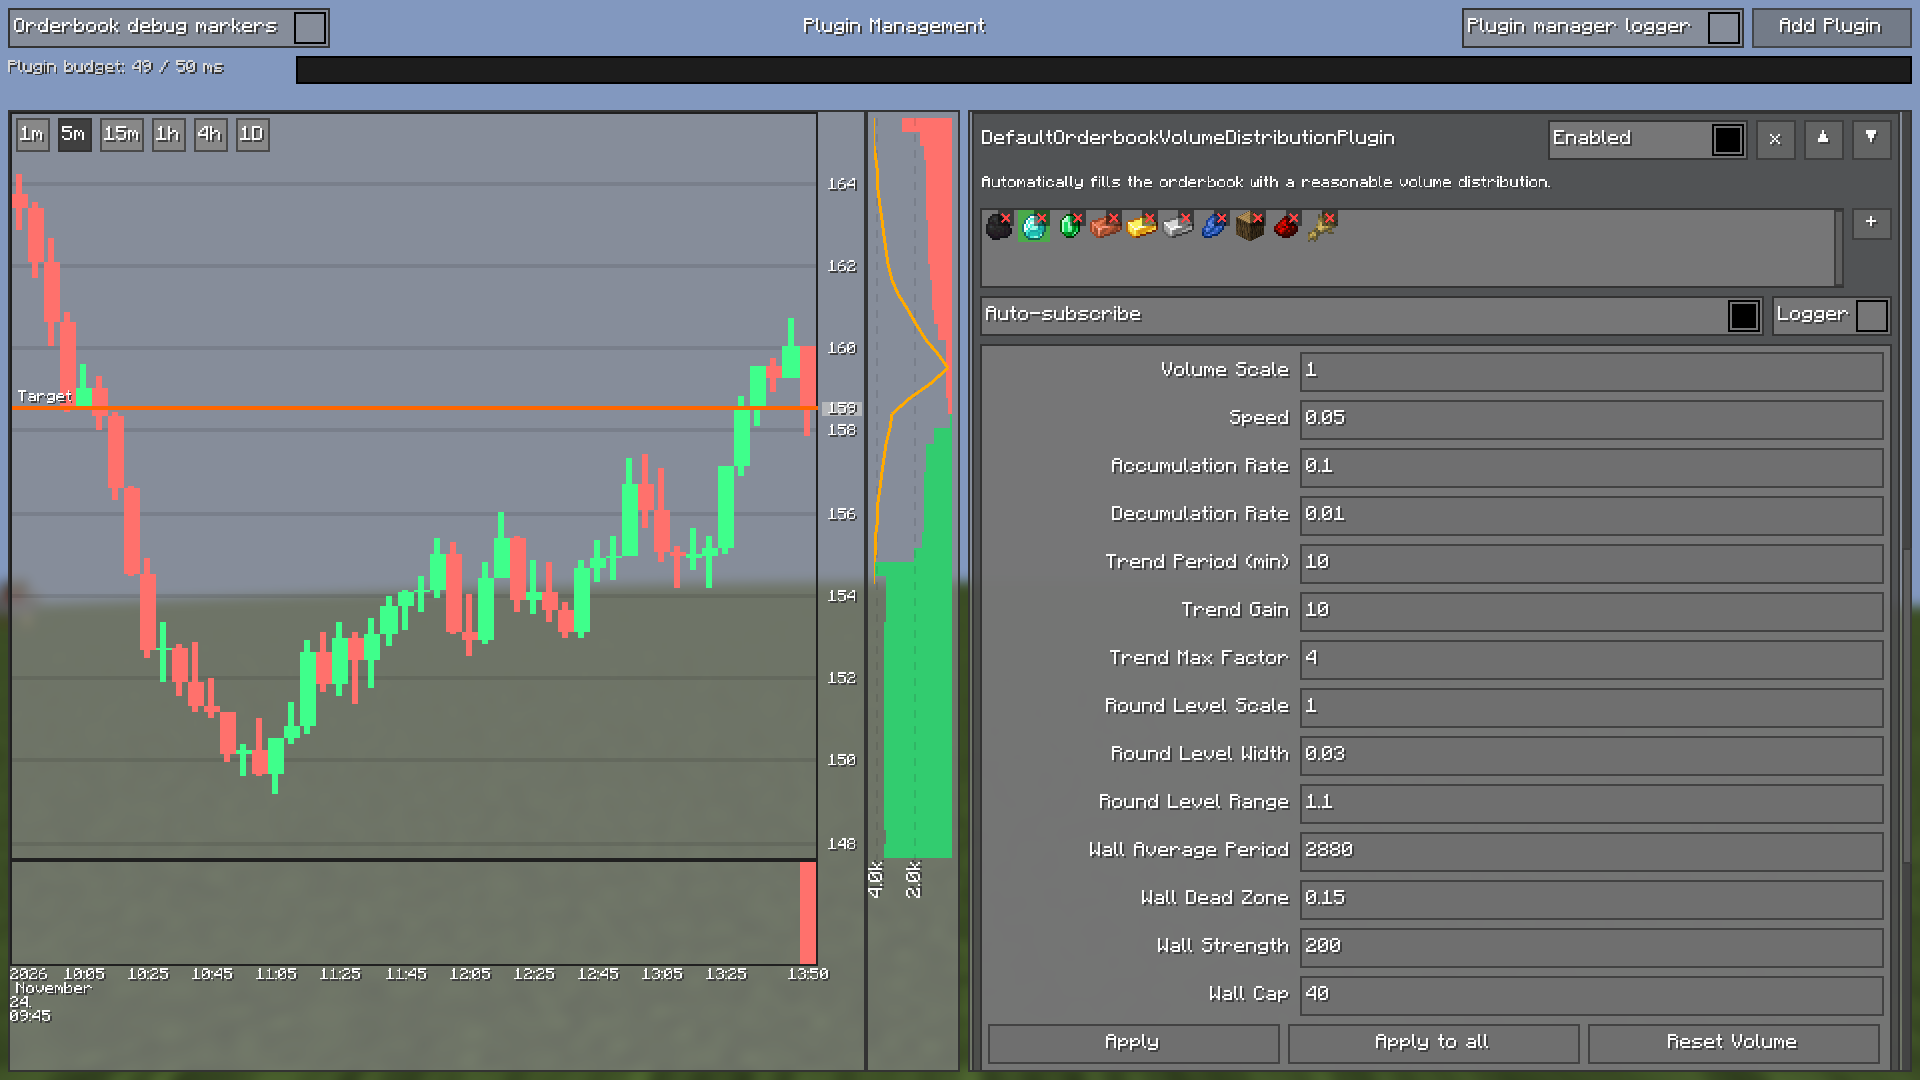 Orderbook debug markers
Plugin Management
Plugin manager logger
Add Plugin
Plugin budget: 49 / 50 ms
1m 5m 15m 1h 4h 1D
164
162
160
Target
159
158
156
154
152
150
148
4.0k
2.0k
2026 10:05 10:25 10:45 11:05 11:25 11:45 12:05 12:25 12:45 13:05 13:25 13:50
November
24.
09:45
DefaultOrderbookVolumeDistributionPlugin
Enabled
x
▲
▼
Automatically fills the orderbook with a reasonable volume distribution.
+
Auto-subscribe
Logger
Volume Scale 1
Speed 0.05
Accumulation Rate 0.1
Decumulation Rate 0.01
Trend Period (min) 10
Trend Gain 10
Trend Max Factor 4
Round Level Scale 1
Round Level Width 0.03
Round Level Range 1.1
Wall Average Period 2880
Wall Dead Zone 0.15
Wall Strength 200
Wall Cap 40
Apply
Apply to all
Reset Volume